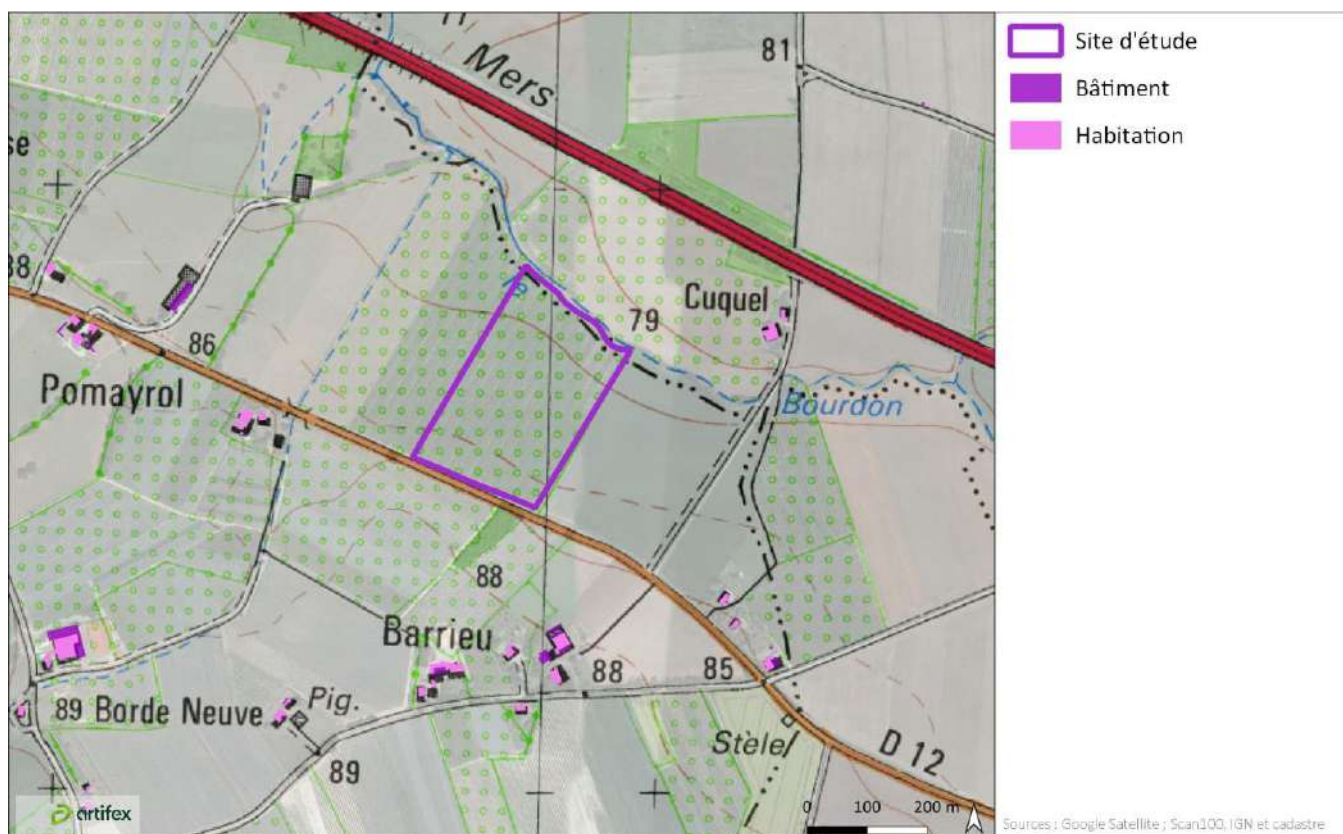 Mers
81
se
88
79
Cuquel
86
Pomayrol
Bourdon
88
Barrieu
88
85
89 Borde Neuve
Pig.
89
Stèle
D 12
0 100 200 m
artifex
Site d'étude
Bâtiment
Habitation
Sources : Google Satellite ; Scan100, IGN et cadastre